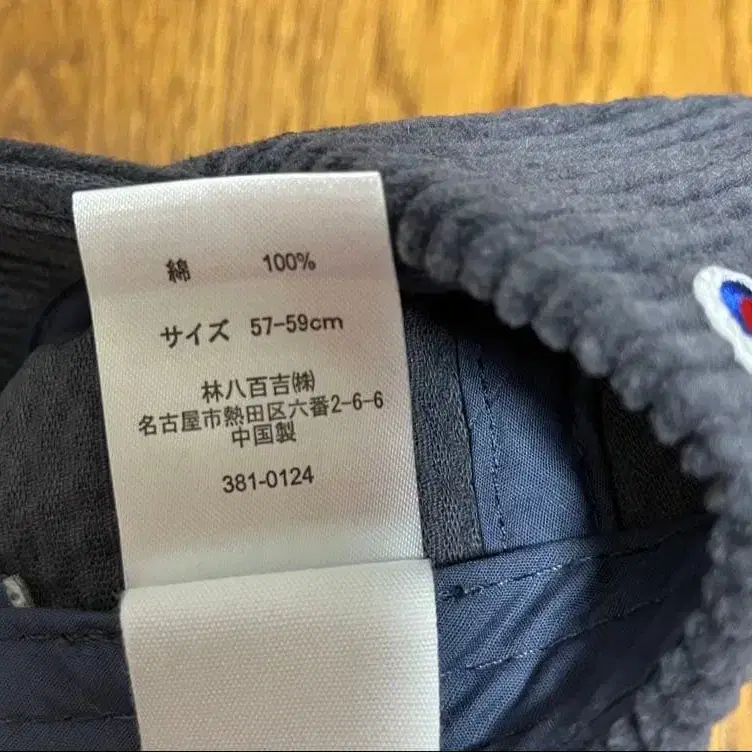 綿 100%
サイズ 57-59cm
林八百吉㈱
名古屋市熱田区六番2-6-6
中国製
381-0124